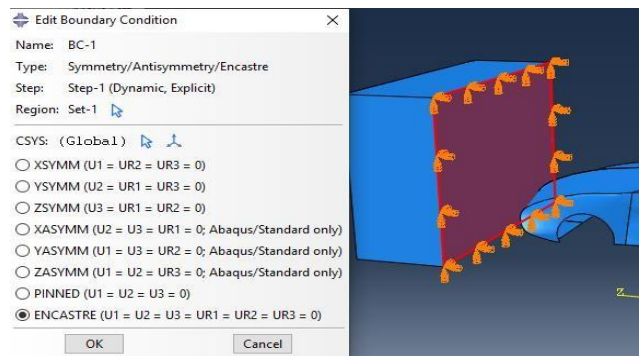 Edit Boundary Condition
Name: BC-1
Type: Symmetry/Antisymmetry/Encastre
Step: Step-1 (Dynamic, Explicit)
Region: Set-1
CSYS: (Global)
XSYMM (U1 = UR2 = UR3 = 0)
YSYMM (U2 = UR1 = UR3 = 0)
ZSYMM (U3 = UR1 = UR2 = 0)
XASYMM (U2 = U3 = UR1 = 0; Abaqus/Standard only)
YASYMM (U1 = U3 = UR2 = 0; Abaqus/Standard only)
ZASYMM (U1 = U2 = UR3 = 0; Abaqus/Standard only)
PINNED (U1 = U2 = U3 = 0)
ENCASTRE (U1 = U2 = U3 = UR1 = UR2 = UR3 = 0)
OK Cancel
Z